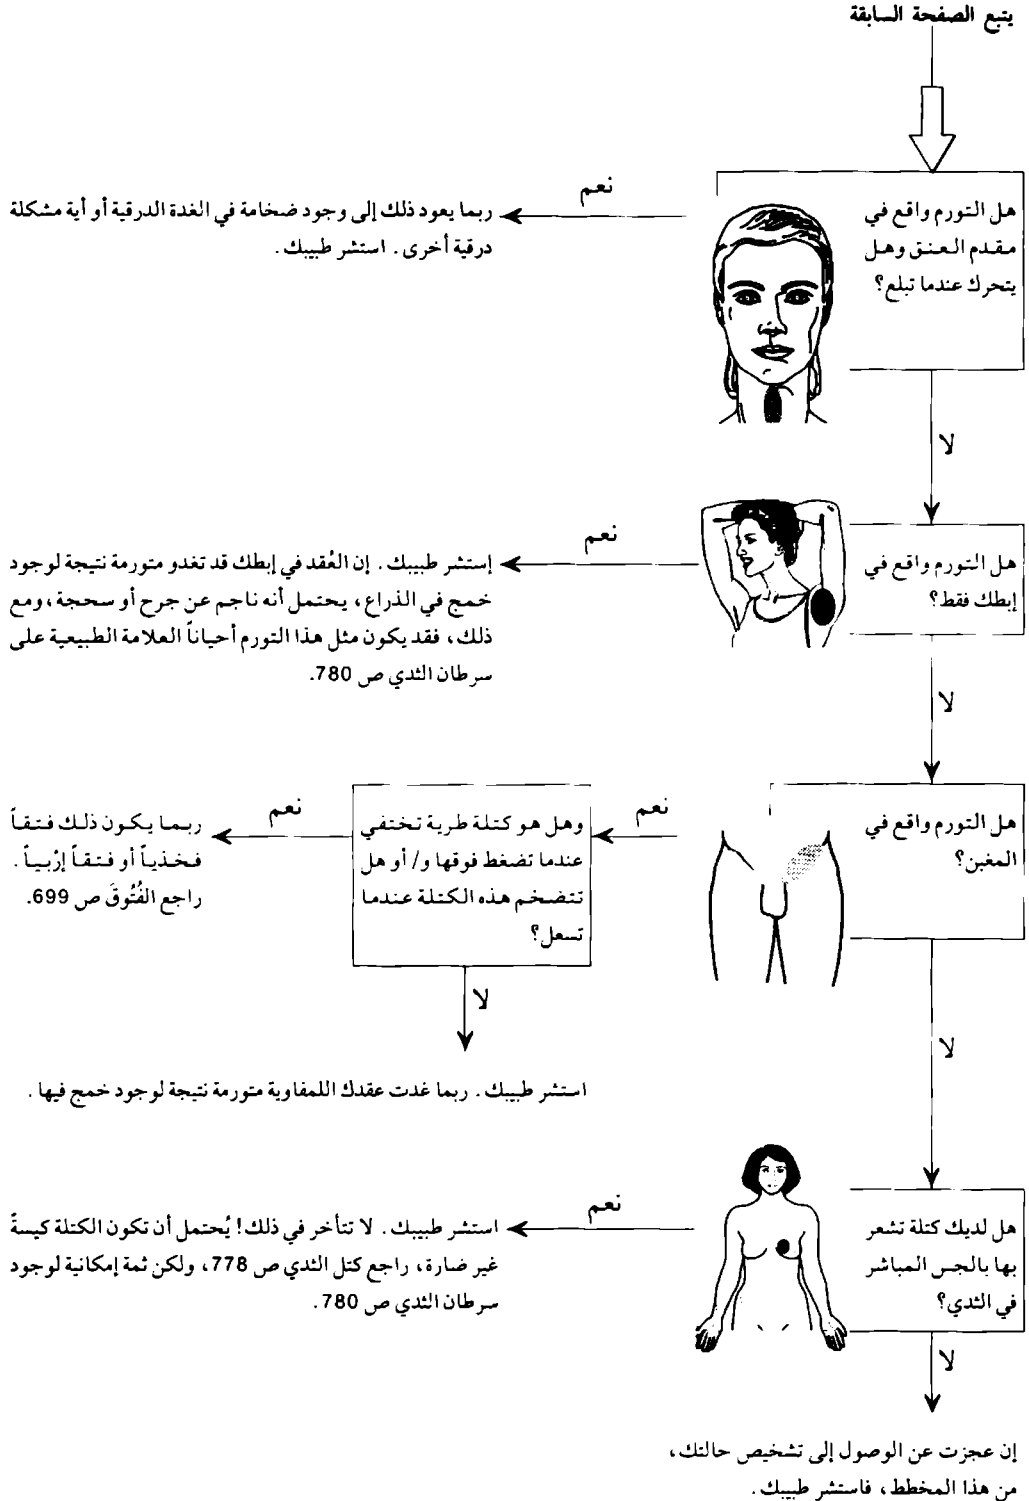 يتبع الصفحة السابقة
هل التورم واقع في
مقدم العنق وهل
يتحرك عندما تبلع؟
نعم
ربما يعود ذلك إلى وجود ضخامة في الغدة الدرقية أو أية مشكلة
درقية أخرى. استشر طبيبك.
لا
هل التورم واقع في
إبطك فقط؟
نعم
إستشر طبيبك. إن العُقد في إبطك قد تغدو متورمة نتيجة لوجود
خمج في الذراع، يحتمل أنه ناجم عن جرح أو سحجة، ومع
ذلك، فقد يكون مثل هذا التورم أحياناً العلامة الطبيعية على
سرطان الثدي ص 780.
لا
هل التورم واقع في
المغبن؟
نعم
وهل هو كتلة طرية تختفي
عندما تضغط فوقها و/ أو هل
تتضخم هذه الكتلة عندما
تسعل؟
نعم
ربما يكون ذلك فتقاً
فخذياً أو فتقاً إرْبياً.
راجع الفُتُوقَ ص 699.
لا
استشر طبيبك. ربما غدت عقدك اللمفاوية متورمة نتيجة لوجود خمج فيها.
لا
هل لديك كتلة تشعر
بها بالجس المباشر
في الثدي؟
نعم
استشر طبيبك. لا تتأخر في ذلك! يُحتمل أن تكون الكتلة كيسةً
غير ضارة، راجع كتل الثدي ص 778، ولكن ثمة إمكانية لوجود
سرطان الثدي ص 780.
لا
إن عجزت عن الوصول إلى تشخيص حالتك،
من هذا المخطط، فاستشر طبيبك.